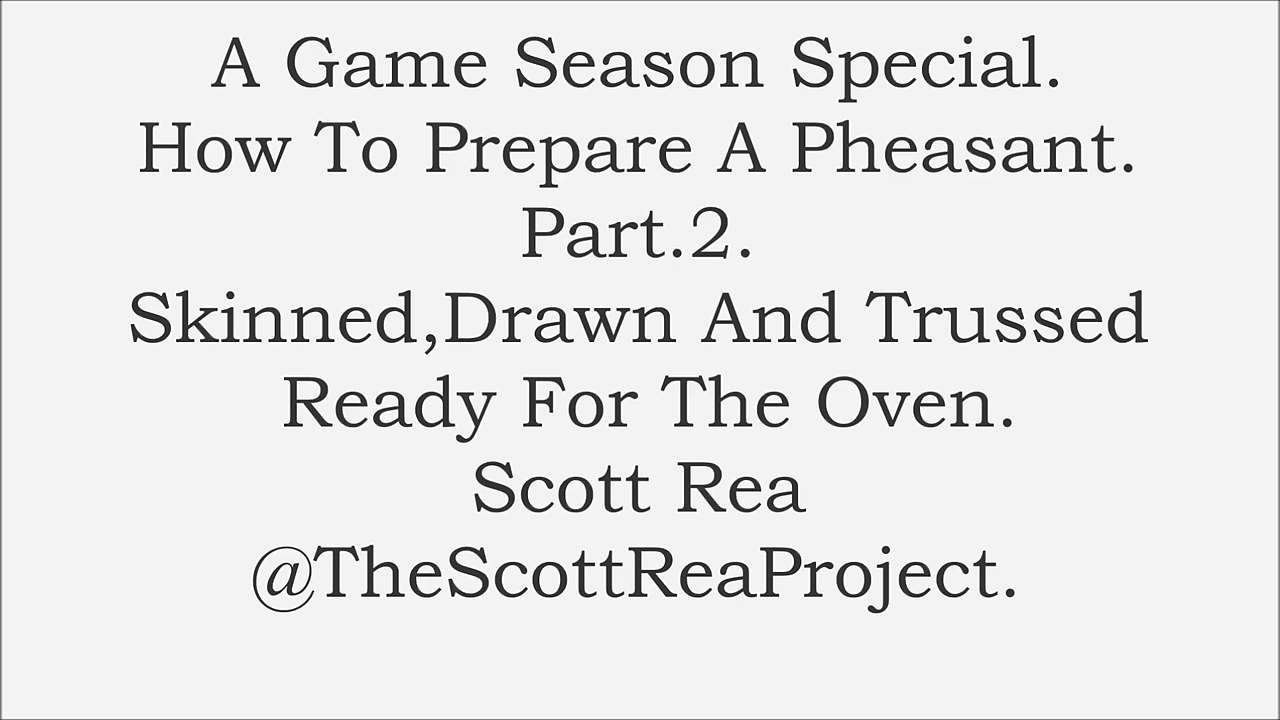 A Game Season Special.
How To Prepare A Pheasant.
Part.2.
Skinned,Drawn And Trussed
Ready For The Oven.
Scott Rea
@TheScottReaProject.